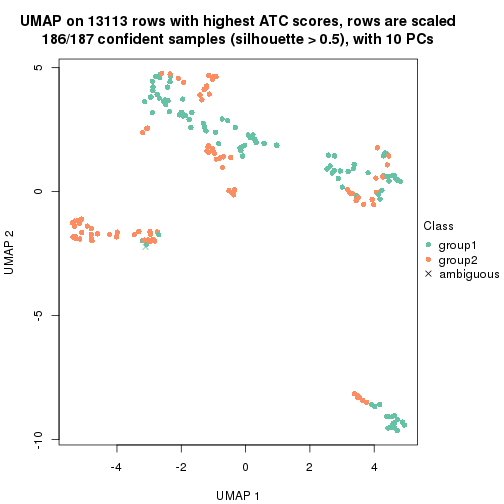 UMAP on 13113 rows with highest ATC scores, rows are scaled
186/187 confident samples (silhouette > 0.5), with 10 PCs
5
0
-5
-10
UMAP 2
-4
-2
0
2
4
UMAP 1
Class
group1
group2
ambiguous